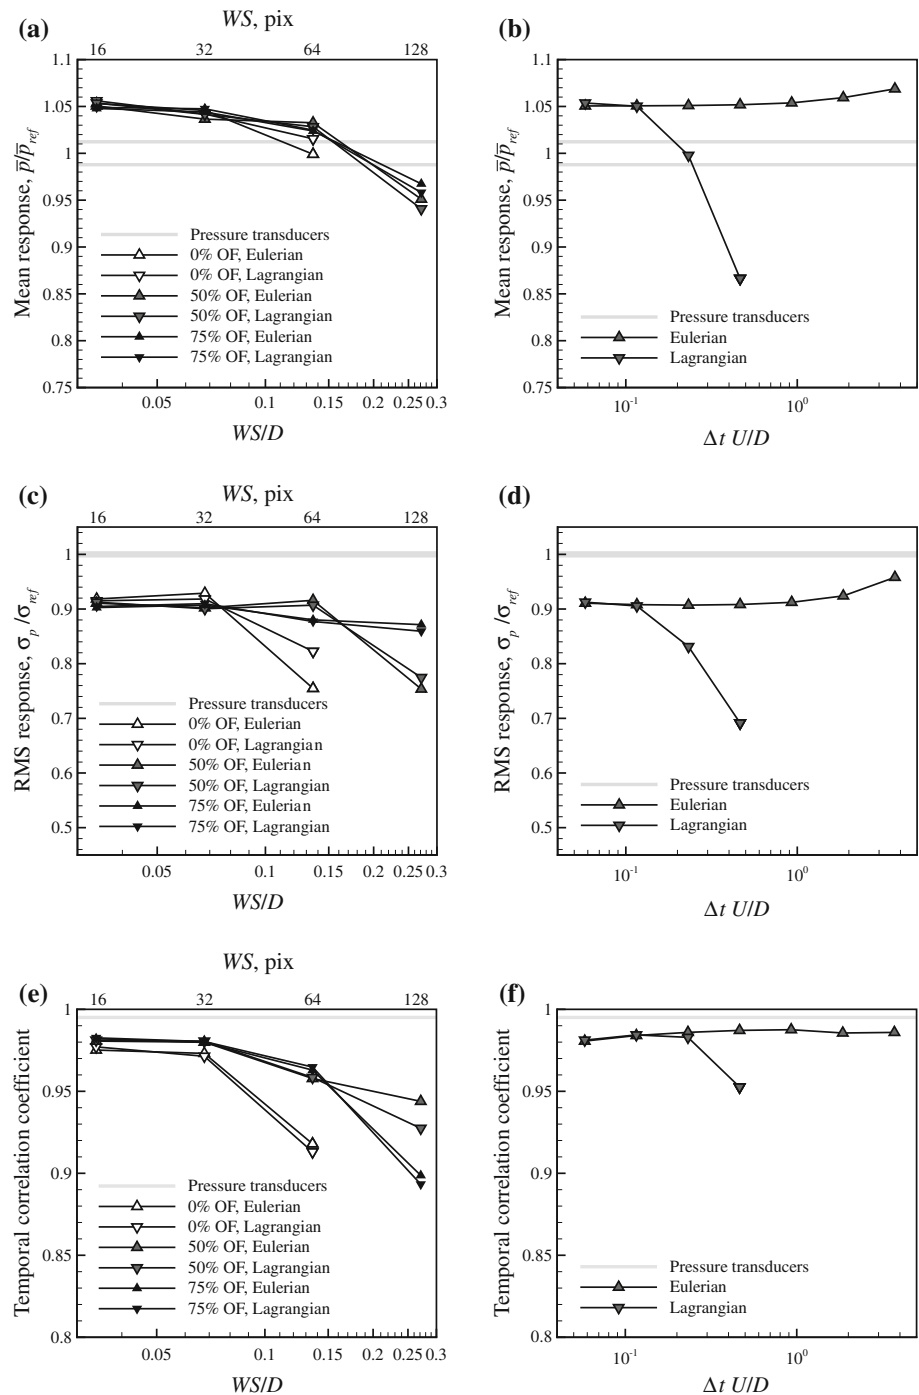 (a)
WS, pix
16 32 64 128
1.1
1.05
1
0.95
0.9
0.85
0.8
0.75
Mean response, p̅/p̅ref
Pressure transducers
0% OF, Eulerian
0% OF, Lagrangian
50% OF, Eulerian
50% OF, Lagrangian
75% OF, Eulerian
75% OF, Lagrangian
0.05 0.1 0.15 0.2 0.25 0.3
WS/D
(b)
1.1
1.05
1
0.95
0.9
0.85
0.8
0.75
Mean response, p̅/p̅ref
Pressure transducers
Eulerian
Lagrangian
10⁻¹ 10⁰
Δt U/D
(c)
WS, pix
16 32 64 128
1
0.9
0.8
0.7
0.6
0.5
RMS response, σp /σref
Pressure transducers
0% OF, Eulerian
0% OF, Lagrangian
50% OF, Eulerian
50% OF, Lagrangian
75% OF, Eulerian
75% OF, Lagrangian
0.05 0.1 0.15 0.2 0.25 0.3
WS/D
(d)
1
0.9
0.8
0.7
0.6
0.5
RMS response, σp /σref
Pressure transducers
Eulerian
Lagrangian
10⁻¹ 10⁰
Δt U/D
(e)
WS, pix
16 32 64 128
1
0.95
0.9
0.85
0.8
Temporal correlation coefficient
Pressure transducers
0% OF, Eulerian
0% OF, Lagrangian
50% OF, Eulerian
50% OF, Lagrangian
75% OF, Eulerian
75% OF, Lagrangian
0.05 0.1 0.15 0.2 0.25 0.3
WS/D
(f)
1
0.95
0.9
0.85
0.8
Temporal correlation coefficient
Pressure transducers
Eulerian
Lagrangian
10⁻¹ 10⁰
Δt U/D